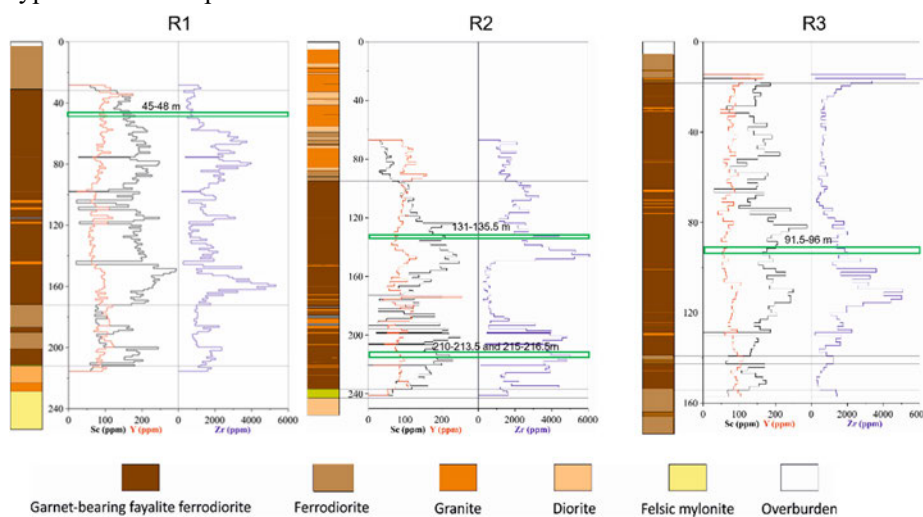 R1
R2
R3
0
40
80
120
160
200
240
0
40
80
120
160
200
240
0
40
80
120
160
45-48 m
131-135.5 m
210-213.5 and 215-216.5m
91.5-96 m
0 100 200 0 2000 4000 6000
Sc (ppm) Y (ppm) Zr (ppm)
0 100 200 300 0 2000 4000 6000
Sc (ppm) Y (ppm) Zr (ppm)
0 100 200 0 2000 4000 6000
Sc (ppm) Y (ppm) Zr (ppm)
Garnet-bearing fayalite ferrodiorite
Ferrodiorite
Granite
Diorite
Felsic mylonite
Overburden